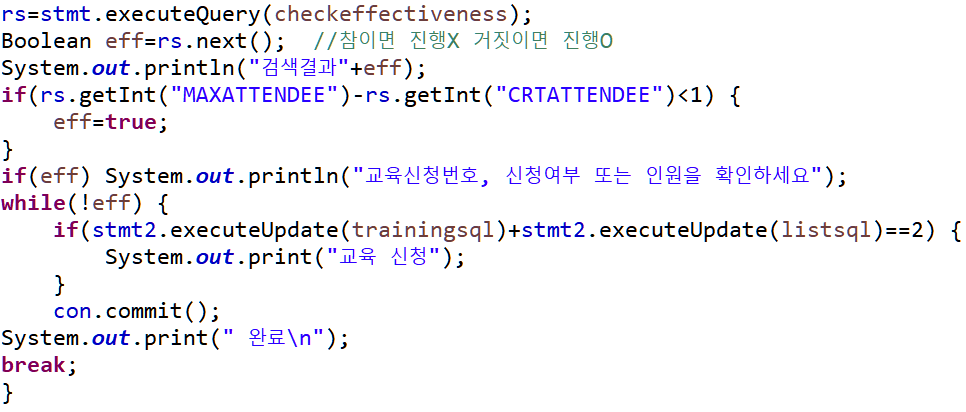 rs=stmt.executeQuery(checkeffectiveness);
Boolean eff=rs.next();  //참이면 진행X 거짓이면 진행O
System.out.println("검색결과"+eff);
if(rs.getInt("MAXATTENDEE")-rs.getInt("CRTATTENDEE")<1) {
    eff=true;
}
if(eff) System.out.println("교육신청번호, 신청여부 또는 인원을 확인하세요");
while(!eff) {
    if(stmt2.executeUpdate(trainingsql)+stmt2.executeUpdate(listsql)==2) {
        System.out.print("교육 신청");
    }
    con.commit();
System.out.print(" 완료\n");
break;
}